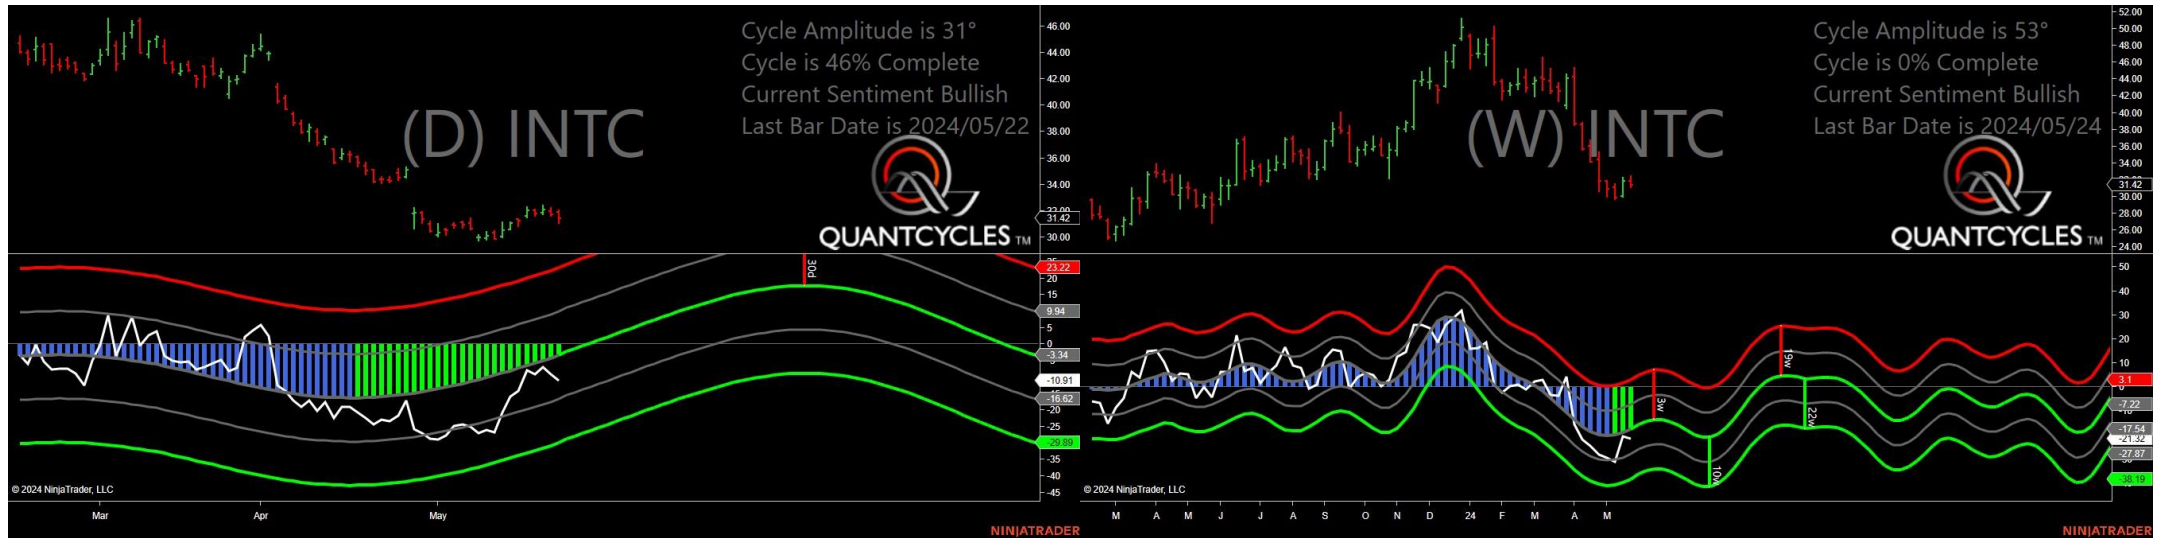 Cycle Amplitude is 31°
Cycle is 46% Complete
Current Sentiment Bullish
Last Bar Date is 2024/05/22
(D) INTC
QUANTCYCLES TM
46.00
44.00
42.00
40.00
38.00
36.00
34.00
32.00
31.42
30.00
23.22
20
15
9.94
5
0
-3.34
-10.91
-16.62
-20
-25
-29.89
-35
-40
-45
30d
© 2024 NinjaTrader, LLC
Mar Apr May
NINJATRADER
Cycle Amplitude is 53°
Cycle is 0% Complete
Current Sentiment Bullish
Last Bar Date is 2024/05/24
(W) INTC
QUANTCYCLES TM
52.00
50.00
48.00
46.00
44.00
42.00
40.00
38.00
36.00
34.00
31.42
30.00
28.00
26.00
24.00
50
40
30
20
10
3.1
-7.22
-17.54
-21.32
-27.87
-38.19
3w
10w
19w
22w
© 2024 NinjaTrader, LLC
M A M J J A S O N D 24 F M A M
NINJATRADER